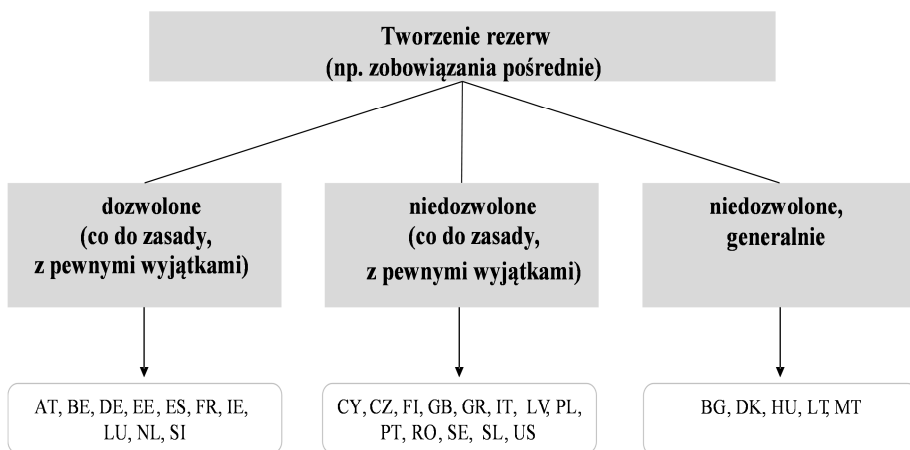 Tworzenie rezerw
(np. zobowiązania pośrednie)
dozwolone
(co do zasady,
z pewnymi wyjątkami)
niedozwolone
(co do zasady,
z pewnymi wyjątkami)
niedozwolone,
generalnie
AT, BE, DE, EE, ES, FR, IE,
LU, NL, SI
CY, CZ, FI, GB, GR, IT, LV, PL,
PT, RO, SE, SL, US
BG, DK, HU, LT, MT